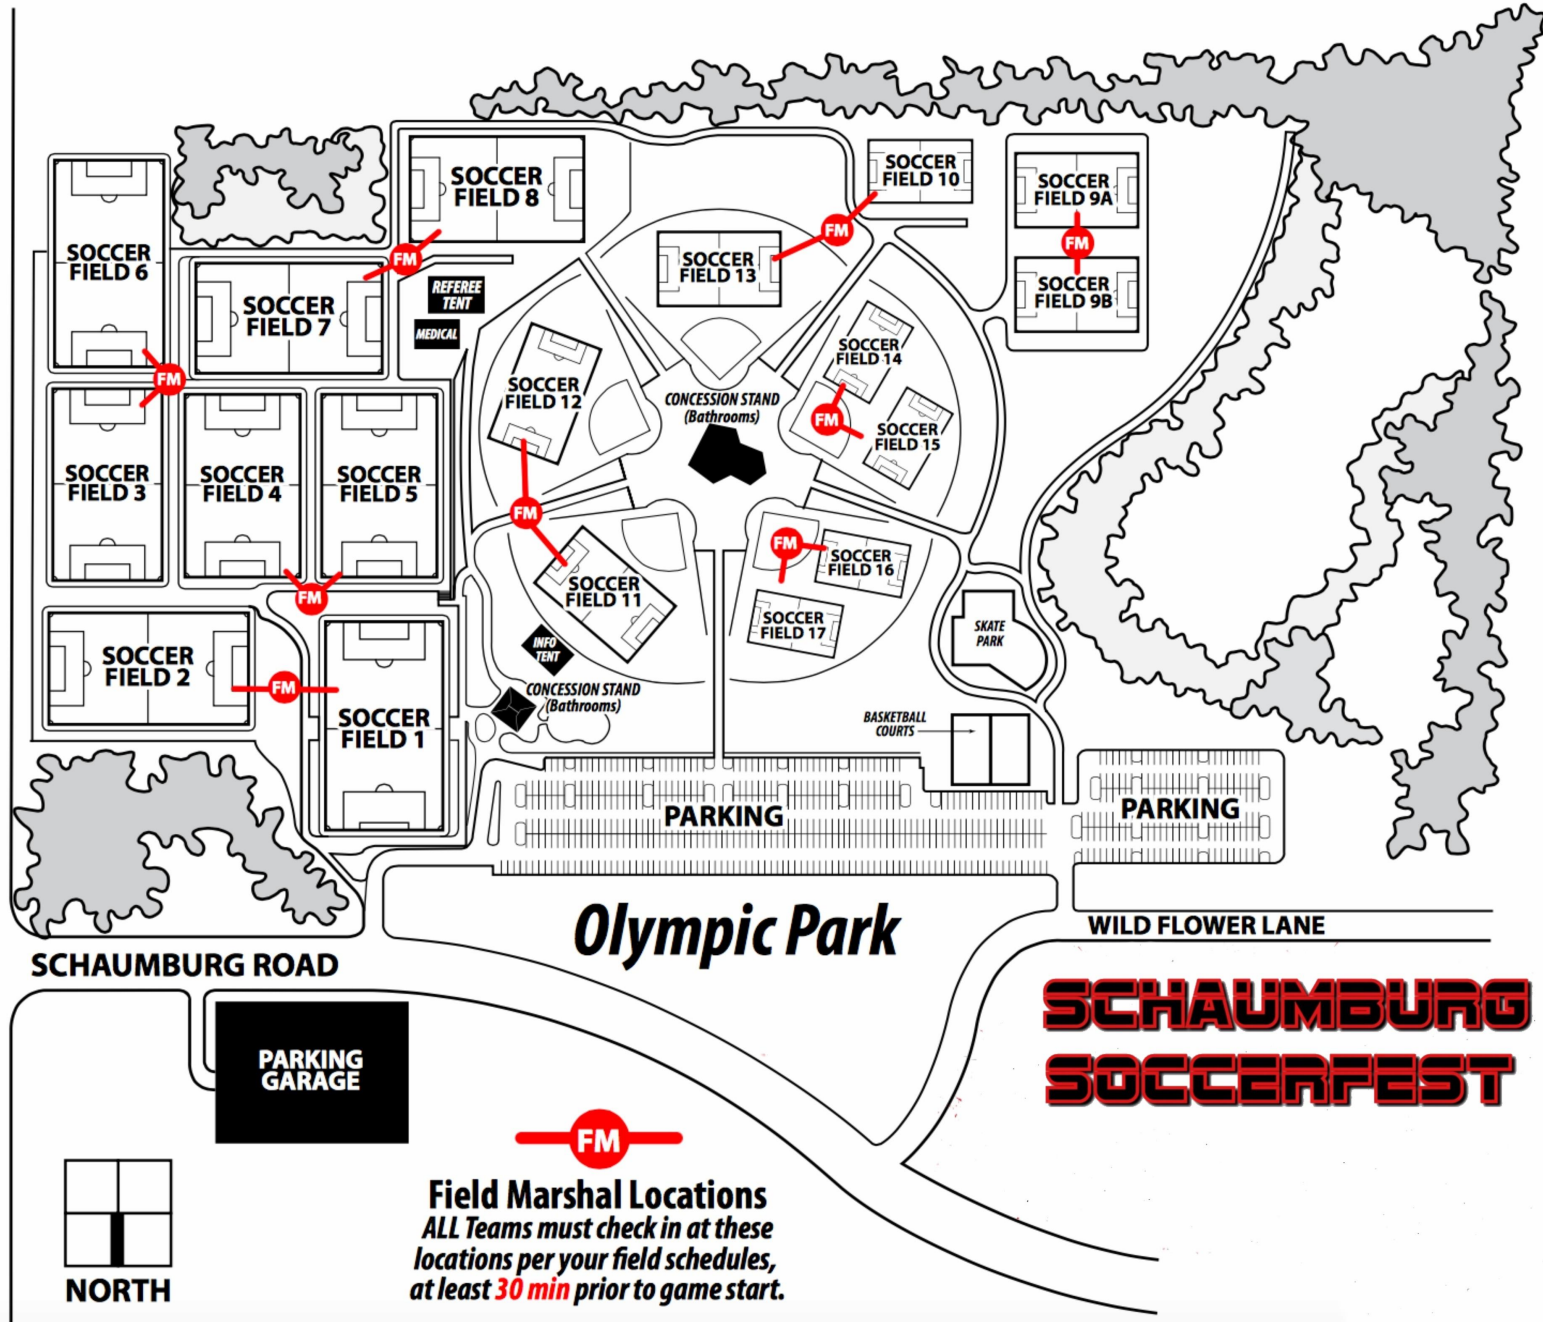 SOCCER
FIELD 8
SOCCER
FIELD 10
SOCCER
FIELD 9A
FM
SOCCER
FIELD 9B
SOCCER
FIELD 6
FM
SOCCER
FIELD 13
FM
SOCCER
FIELD 7
REFEREE
TENT
MEDICAL
SOCCER
FIELD 14
FM
SOCCER
FIELD 15
SOCCER
FIELD 12
CONCESSION STAND
(Bathrooms)
FM
SOCCER
FIELD 3
SOCCER
FIELD 4
SOCCER
FIELD 5
FM
FM
SOCCER
FIELD 11
FM
SOCCER
FIELD 16
SOCCER
FIELD 17
SKATE
PARK
SOCCER
FIELD 2
FM
SOCCER
FIELD 1
INFO
TENT
CONCESSION STAND
(Bathrooms)
BASKETBALL
COURTS
PARKING
PARKING
Olympic Park
WILD FLOWER LANE
SCHAUMBURG ROAD
SCHAUMBURG
SOCCERFEST
PARKING
GARAGE
FM
Field Marshal Locations
ALL Teams must check in at these
locations per your field schedules,
at least 30 min prior to game start.
NORTH